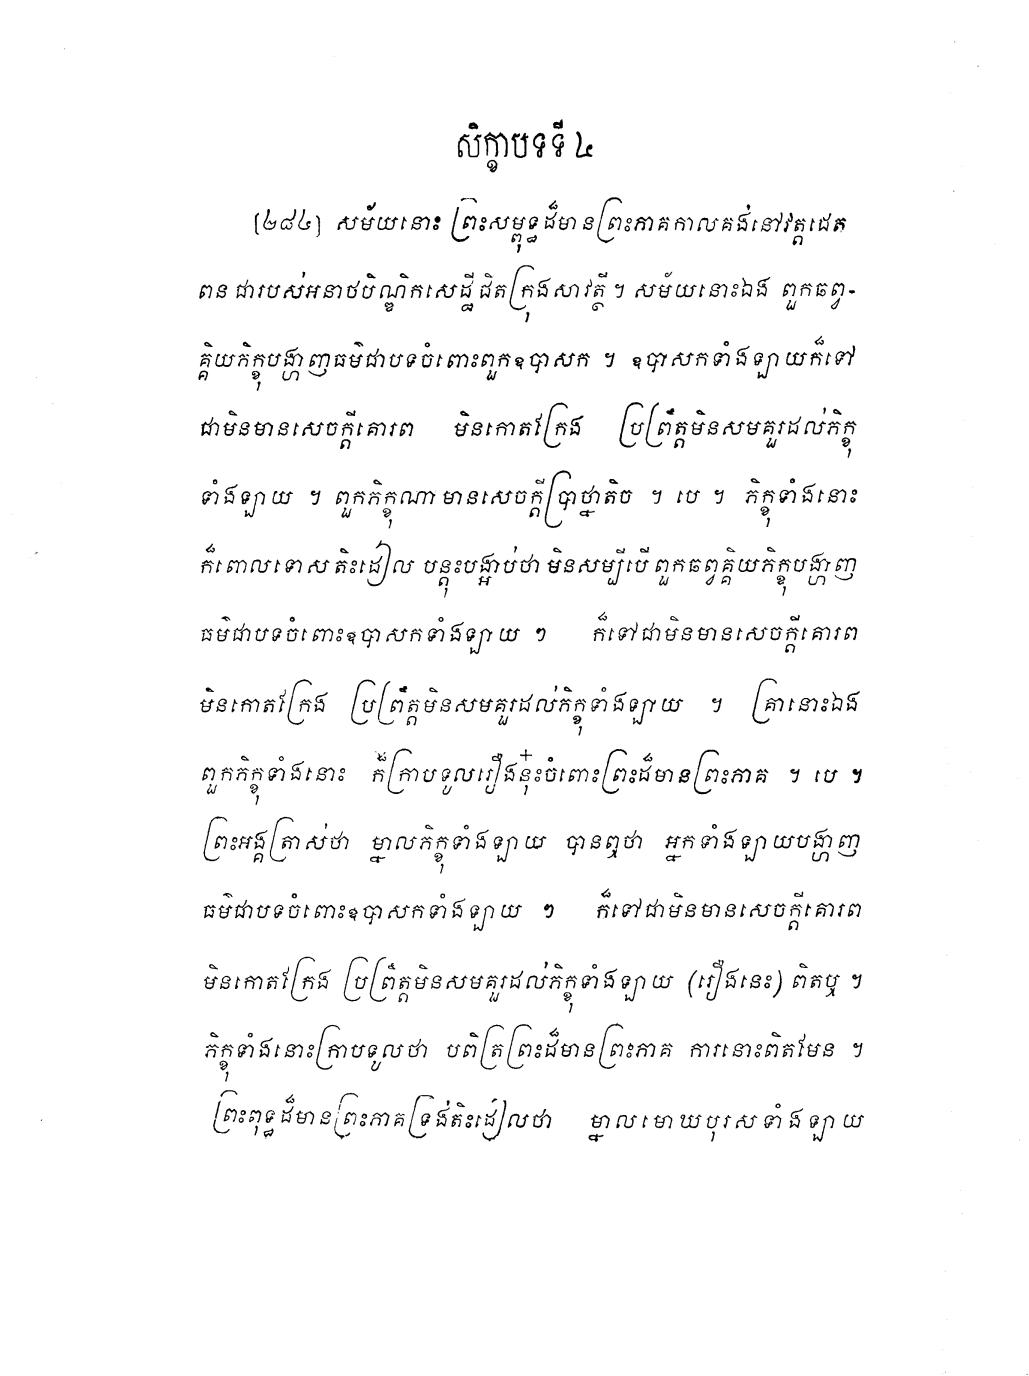 សិក្ខាបទទី ៤
[២៨៤] សម័យនោះ ព្រះសម្ពុទ្ធដ៏មានព្រះភាគកាលគង់នៅវត្តជេត
ពន ជារបស់អនាថបិណ្ឌិកសេដ្ឋី ជិតក្រុងសាវត្ថី ។ សម័យនោះឯង ពួកឆព្វ-
គ្គិយភិក្ខុបង្ហាញធម៌ជាបទចំពោះពួកឧបាសក ។ ឧបាសកទាំងឡាយក៏ទៅ
ជាមិនមានសេចក្តីគោរព មិនកោតក្រែង ប្រព្រឹត្តមិនសមគួរដល់ភិក្ខុ
ទាំងឡាយ ។ ពួកភិក្ខុណាមានសេចក្តីប្រាថ្នាតិច ។ បេ ។ ភិក្ខុទាំងនោះ
ក៏ពោលទោស តិះដៀល បន្តុះបង្អាប់ថា មិនសម្បើបើ ពួកឆព្វគ្គិយភិក្ខុបង្ហាញ
ធម៌ជាបទចំពោះឧបាសកទាំងឡាយ ៗ ក៏ទៅជាមិនមានសេចក្តីគោរព
មិនកោតក្រែង ប្រព្រឹត្តមិនសមគួរដល់ភិក្ខុទាំងឡាយ ។ គ្រានោះឯង
ពួកភិក្ខុទាំងនោះ ក៏ក្រាបទូលរឿងនុ៎ះចំពោះព្រះដ៏មានព្រះភាគ ។ បេ ។
ព្រះអង្គត្រាស់ថា ម្នាលភិក្ខុទាំងឡាយ បានឮថា អ្នកទាំងឡាយបង្ហាញ
ធម៌ជាបទចំពោះឧបាសកទាំងឡាយ ៗ ក៏ទៅជាមិនមានសេចក្តីគោរព
មិនកោតក្រែង ប្រព្រឹត្តមិនសមគួរដល់ភិក្ខុទាំងឡាយ (រឿងនេះ) ពិតឬ ។
ភិក្ខុទាំងនោះក្រាបទូលថា បពិត្រព្រះដ៏មានព្រះភាគ ការនោះពិតមែន ។
ព្រះពុទ្ធដ៏មានព្រះភាគទ្រង់តិះដៀលថា ម្នាលមោឃបុរសទាំងឡាយ